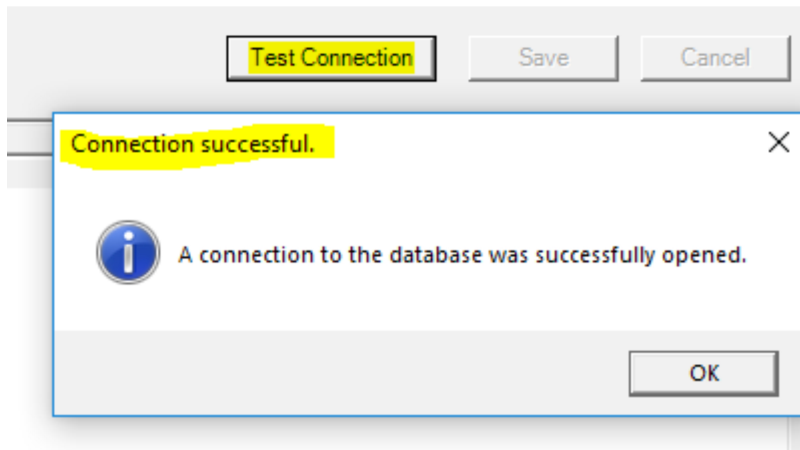 Test Connection Save Cancel
Connection successful.
A connection to the database was successfully opened.
OK